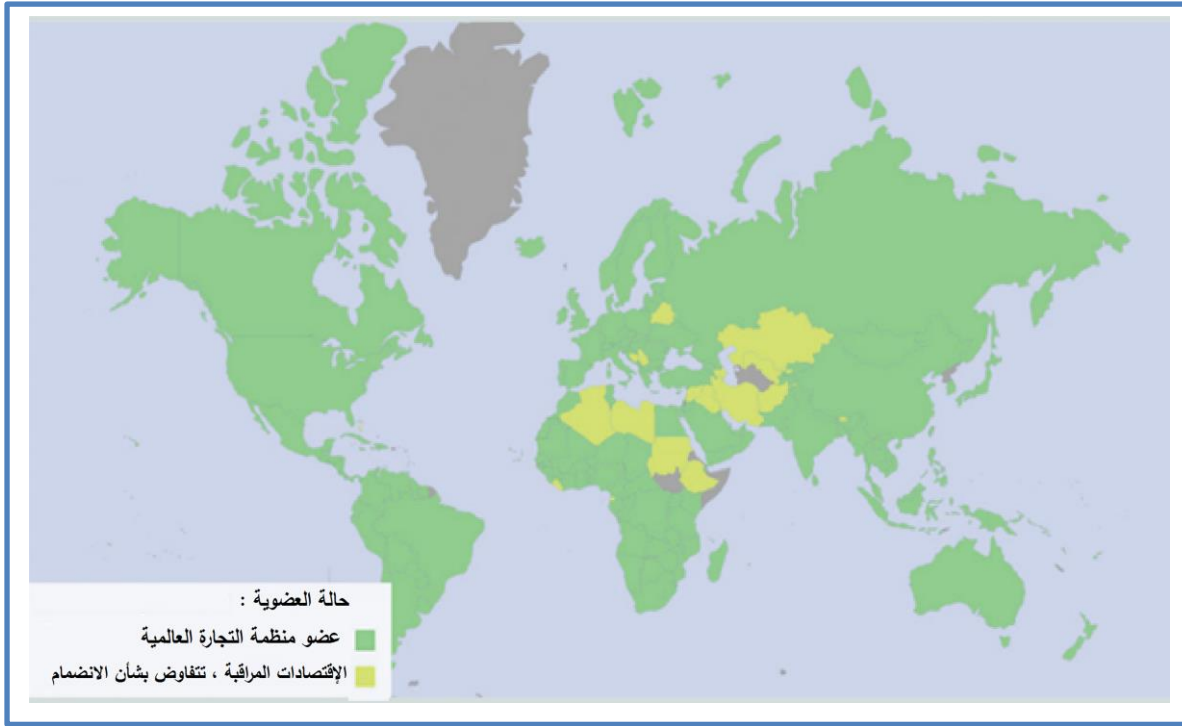 حالة العضوية :
عضو منظمة التجارة العالمية
الإقتصادات المراقبة ، تتفاوض بشأن الانضمام